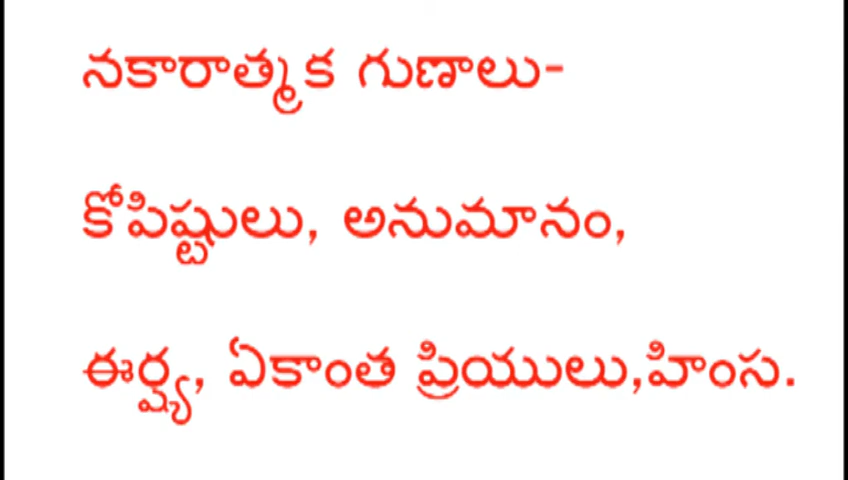 నకారాత్మక గుణాలు-
కోపిష్టులు, అనుమానం,
ఈర్ష్య, ఏకాంత ప్రియులు,హింస.